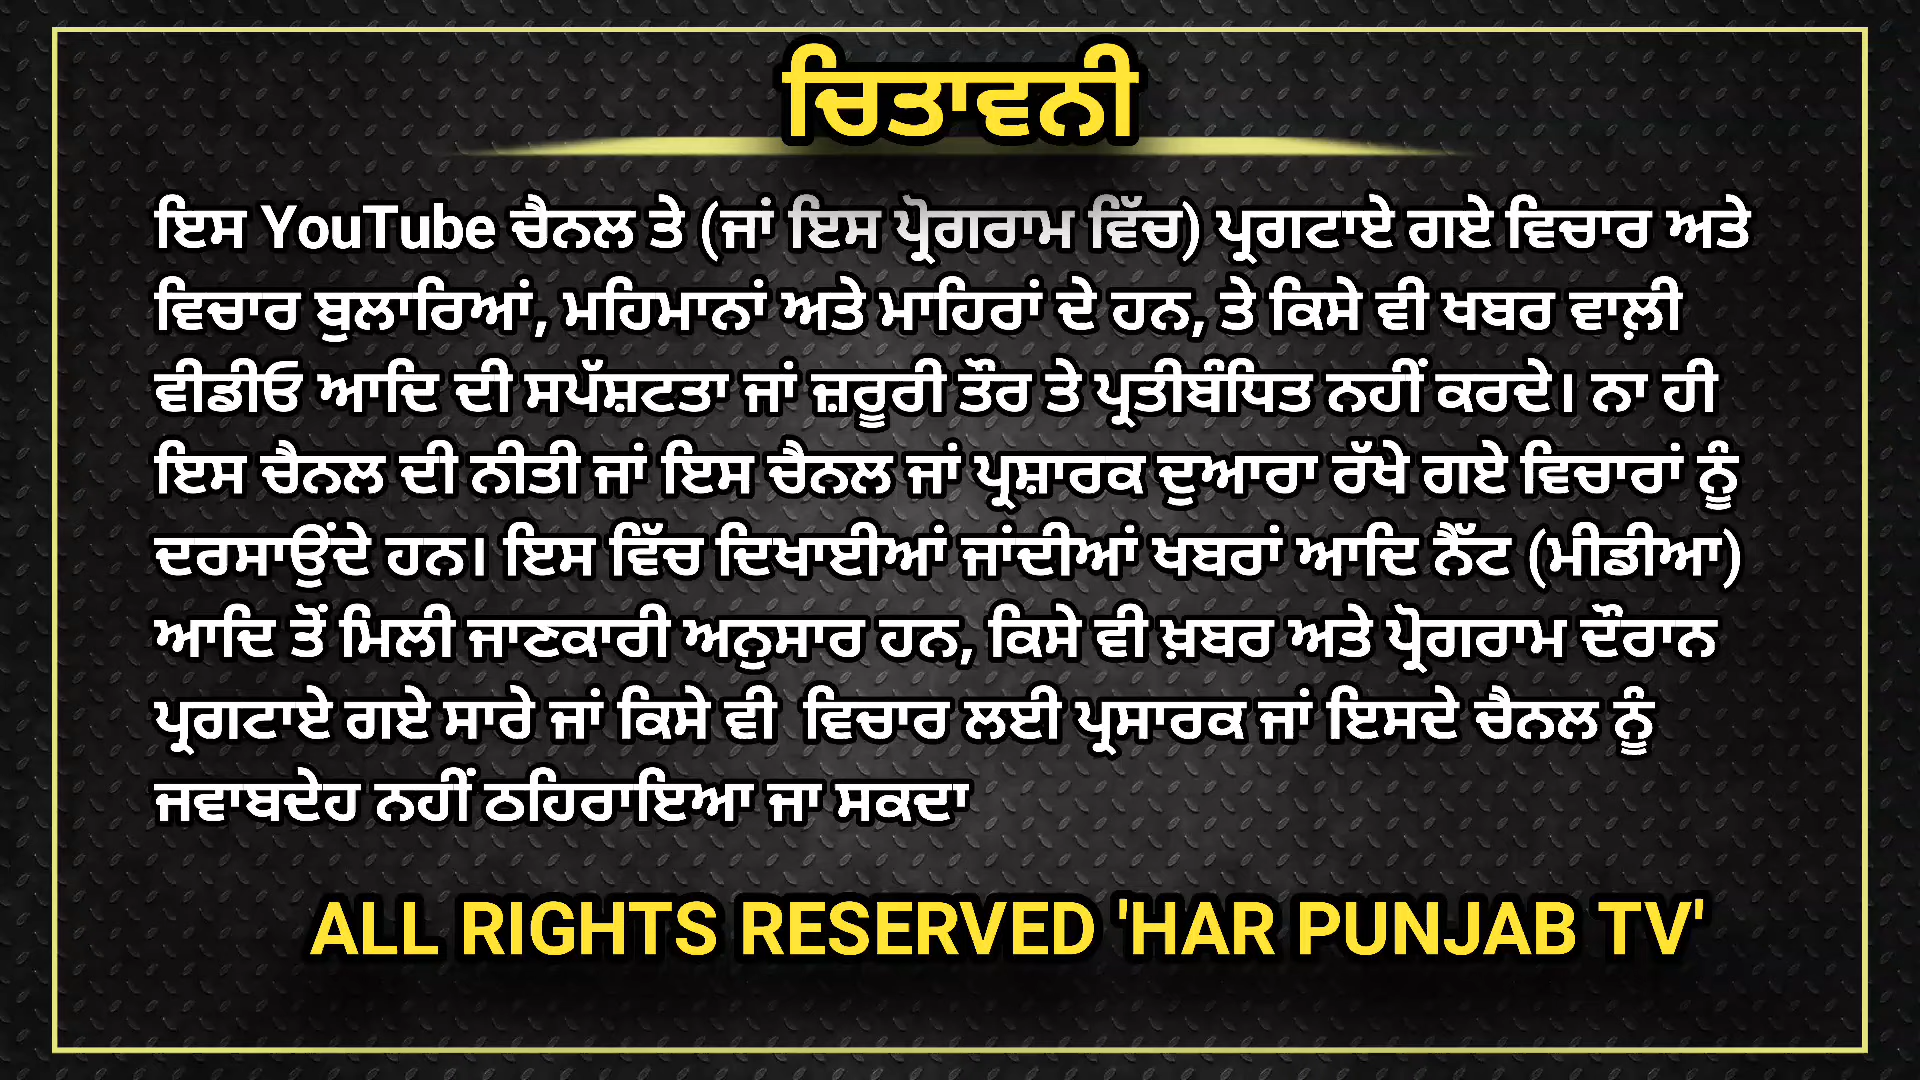 ਚਿਤਾਵਨੀ
ਇਸ YouTube ਚੈਨਲ ਤੇ (ਜਾਂ ਇਸ ਪ੍ਰੋਗਰਾਮ ਵਿੱਚ) ਪ੍ਰਗਟਾਏ ਗਏ ਵਿਚਾਰ ਅਤੇ
ਵਿਚਾਰ ਬੁਲਾਰਿਆਂ, ਮਹਿਮਾਨਾਂ ਅਤੇ ਮਾਹਿਰਾਂ ਦੇ ਹਨ, ਤੇ ਕਿਸੇ ਵੀ ਖਬਰ ਵਾਲ਼ੀ
ਵੀਡੀਓ ਆਦਿ ਦੀ ਸਪੱਸ਼ਟਤਾ ਜਾਂ ਜ਼ਰੂਰੀ ਤੌਰ ਤੇ ਪ੍ਰਤੀਬੰਧਿਤ ਨਹੀਂ ਕਰਦੇ। ਨਾ ਹੀ
ਇਸ ਚੈਨਲ ਦੀ ਨੀਤੀ ਜਾਂ ਇਸ ਚੈਨਲ ਜਾਂ ਪ੍ਰਸ਼ਾਰਕ ਦੁਆਰਾ ਰੱਖੇ ਗਏ ਵਿਚਾਰਾਂ ਨੂੰ
ਦਰਸਾਉਂਦੇ ਹਨ। ਇਸ ਵਿੱਚ ਦਿਖਾਈਆਂ ਜਾਂਦੀਆਂ ਖਬਰਾਂ ਆਦਿ ਨੈੱਟ (ਮੀਡੀਆ)
ਆਦਿ ਤੋਂ ਮਿਲੀ ਜਾਣਕਾਰੀ ਅਨੁਸਾਰ ਹਨ, ਕਿਸੇ ਵੀ ਖ਼ਬਰ ਅਤੇ ਪ੍ਰੋਗਰਾਮ ਦੌਰਾਨ
ਪ੍ਰਗਟਾਏ ਗਏ ਸਾਰੇ ਜਾਂ ਕਿਸੇ ਵੀ ਵਿਚਾਰ ਲਈ ਪ੍ਰਸਾਰਕ ਜਾਂ ਇਸਦੇ ਚੈਨਲ ਨੂੰ
ਜਵਾਬਦੇਹ ਨਹੀਂ ਠਹਿਰਾਇਆ ਜਾ ਸਕਦਾ
ALL RIGHTS RESERVED 'HAR PUNJAB TV'